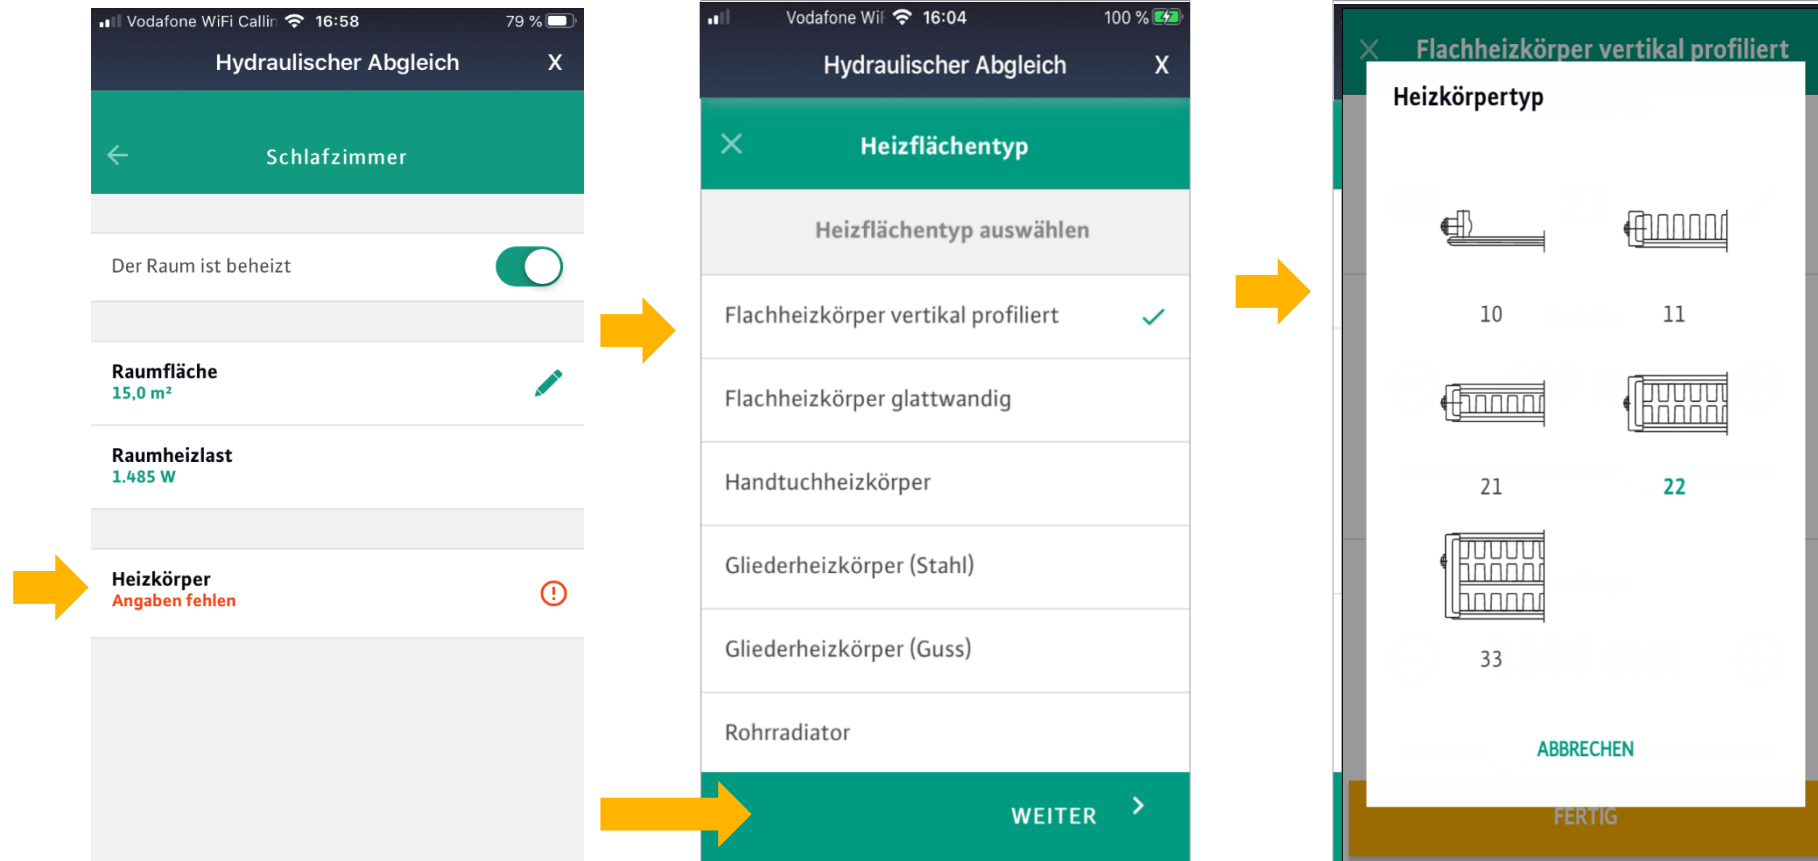 Vodafone WiFi Callin 16:58 79 %
Hydraulischer Abgleich X
Schlafzimmer
Der Raum ist beheizt
Raumfläche
15,0 m²
Raumheizlast
1.485 W
Heizkörper
Angaben fehlen
Vodafone WiF 16:04 100 %
Hydraulischer Abgleich X
Heizflächentyp
Heizflächentyp auswählen
Flachheizkörper vertikal profiliert
Flachheizkörper glattwandig
Handtuchheizkörper
Gliederheizkörper (Stahl)
Gliederheizkörper (Guss)
Rohrradiator
WEITER
Flachheizkörper vertikal profiliert
Heizkörpertyp
10 11
21 22
33
ABBRECHEN
FERTIG